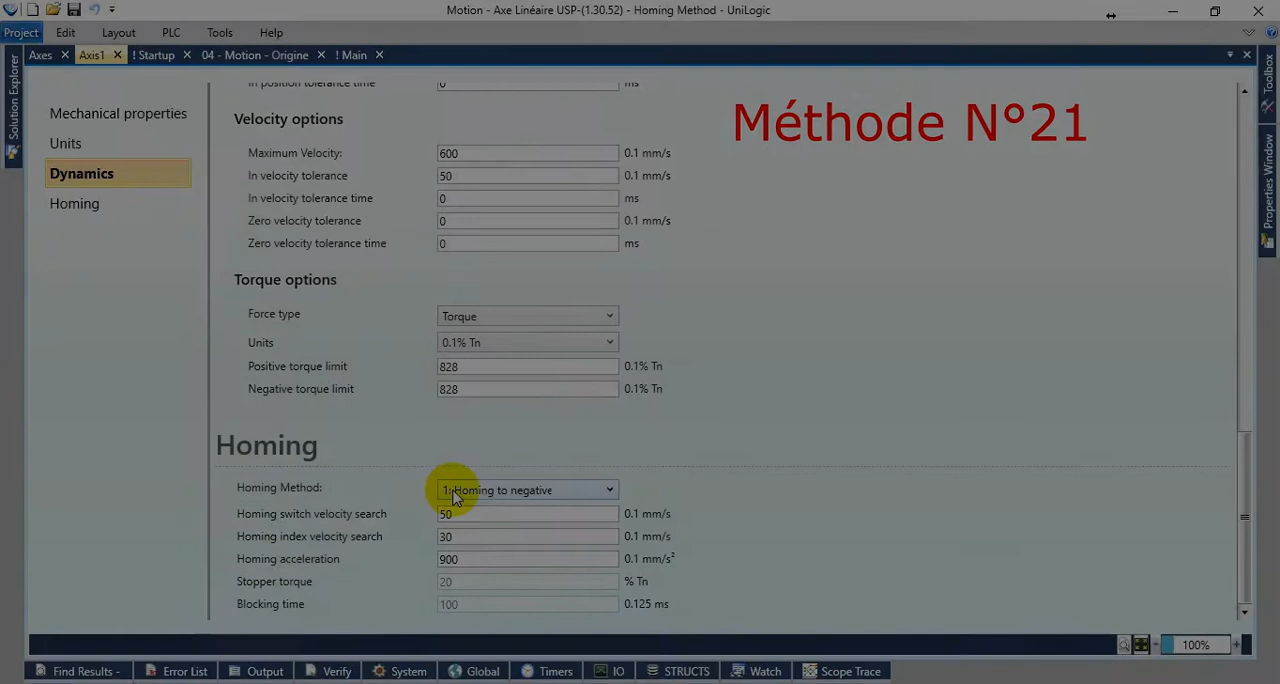 Motion - Axe Linéaire USP-(1.30.52) - Homing Method - UniLogic
Project Edit Layout PLC Tools Help
Axes Axis1 ! Startup 04 - Motion - Origine ! Main
Solution Explorer
Toolbox
Properties Window
Mechanical properties
Units
Dynamics
Homing
In position tolerance time 0 ms
Méthode N°21
Velocity options
Maximum Velocity: 600 0.1 mm/s
In velocity tolerance 50 0.1 mm/s
In velocity tolerance time 0 ms
Zero velocity tolerance 0 0.1 mm/s
Zero velocity tolerance time 0 ms
Torque options
Force type Torque
Units 0.1% Tn
Positive torque limit 828 0.1% Tn
Negative torque limit 828 0.1% Tn
Homing
Homing Method: 1: Homing to negative
Homing switch velocity search 50 0.1 mm/s
Homing index velocity search 30 0.1 mm/s
Homing acceleration 900 0.1 mm/s²
Stopper torque 20 % Tn
Blocking time 100 0.125 ms
100%
Find Results - Error List Output Verify System Global Timers IO STRUCTS Watch Scope Trace